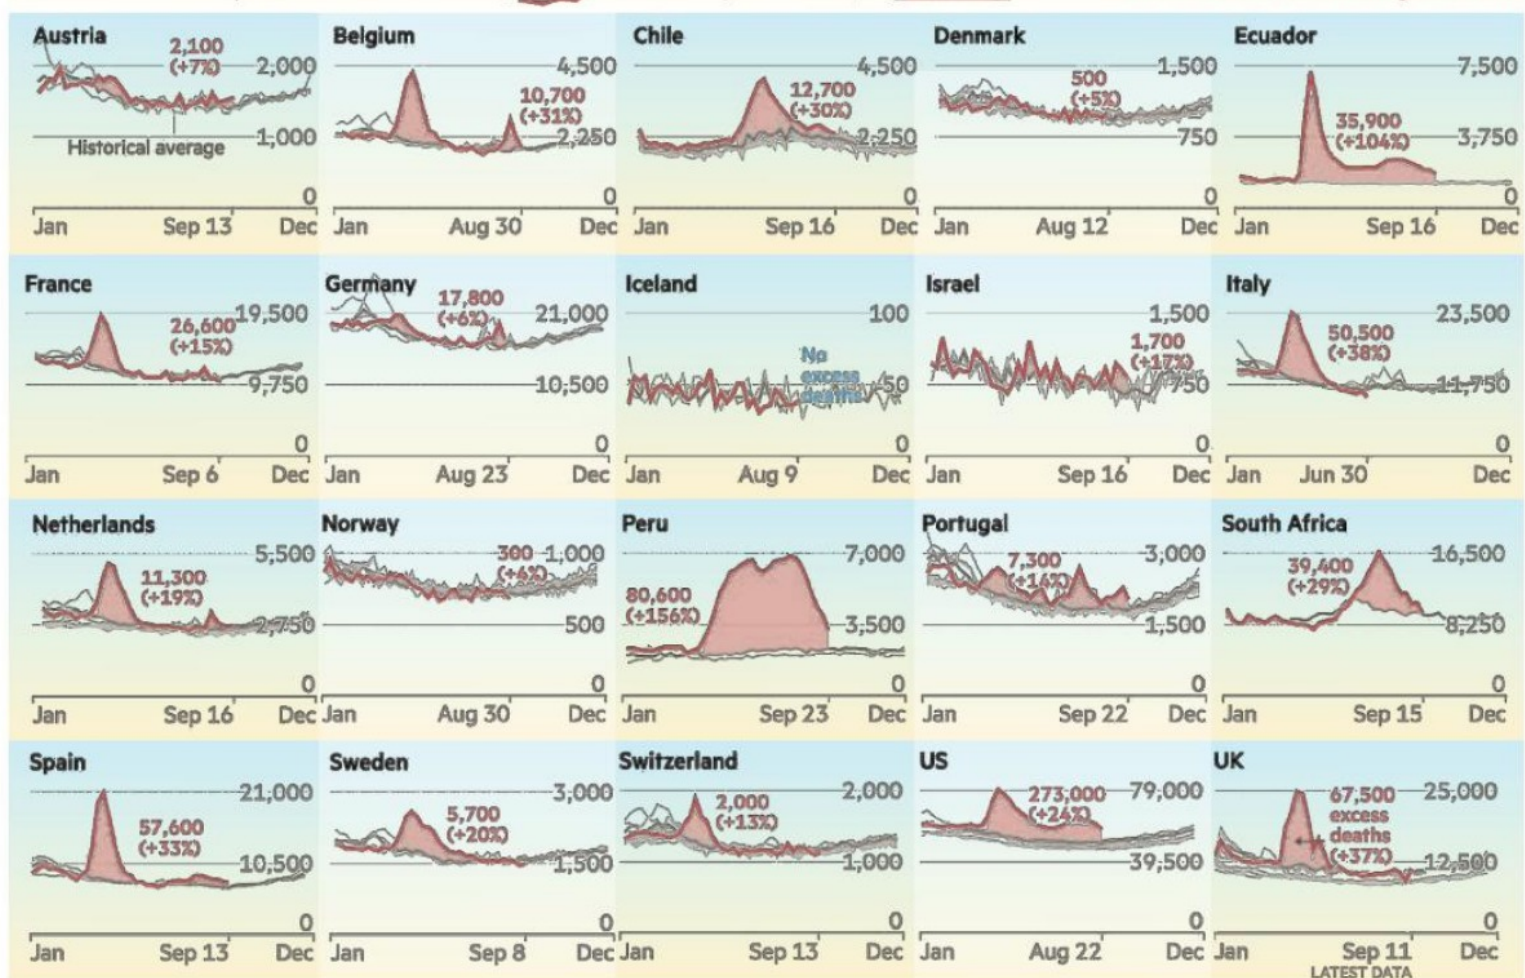 Austria
2,100
(+7%)
2,000
Historical average
1,000
0
Jan Sep 13 Dec
Belgium
4,500
10,700
(+31%)
2,250
0
Jan Aug 30 Dec
Chile
4,500
12,700
(+30%)
2,250
0
Jan Sep 16 Dec
Denmark
500
(+5%)
1,500
750
0
Jan Aug 12 Dec
Ecuador
7,500
35,900
(+104%)
3,750
0
Jan Sep 16 Dec
France
19,500
26,600
(+15%)
9,750
0
Jan Sep 6 Dec
Germany
17,800
(+6%)
21,000
10,500
0
Jan Aug 23 Dec
Iceland
100
No
excess
deaths
50
0
Jan Aug 9 Dec
Israel
1,500
1,700
(+17%)
750
0
Jan Sep 16 Dec
Italy
23,500
50,500
(+38%)
11,750
0
Jan Jun 30 Dec
Netherlands
5,500
11,300
(+19%)
2,750
0
Jan Sep 16 Dec
Norway
300
(+4%)
1,000
500
0
Jan Aug 30 Dec
Peru
7,000
80,600
(+156%)
3,500
0
Jan Sep 23 Dec
Portugal
3,000
7,300
(+14%)
1,500
0
Jan Sep 22 Dec
South Africa
16,500
39,400
(+29%)
8,250
0
Jan Sep 15 Dec
Spain
21,000
57,600
(+33%)
10,500
0
Jan Sep 13 Dec
Sweden
3,000
5,700
(+20%)
1,500
0
Jan Sep 8 Dec
Switzerland
2,000
2,000
(+13%)
1,000
0
Jan Sep 13 Dec
US
79,000
273,000
(+24%)
39,500
0
Jan Aug 22 Dec
UK
25,000
67,500
excess
deaths
(+37%)
12,500
0
Jan Sep 11 Dec
LATEST DATA